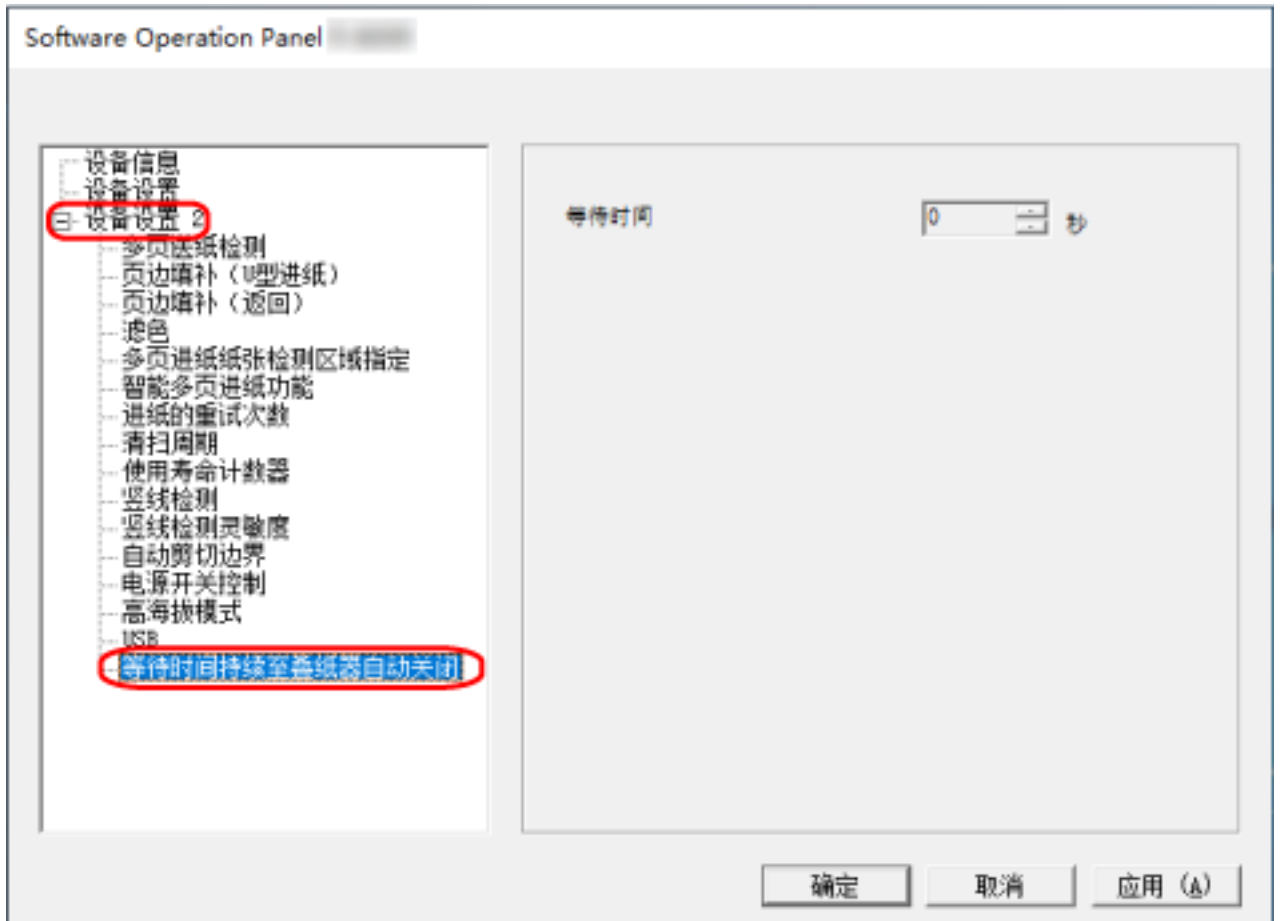 Software Operation Panel
设备信息
设备设置
设备设置 2
多页送纸检测
页边填补（U型进纸）
页边填补（返回）
滤色
多页进纸纸张检测区域指定
智能多页进纸功能
进纸的重试次数
清扫周期
使用寿命计数器
竖线检测
竖线检测灵敏度
自动剪切边界
电源开关控制
高海拔模式
USB
等待时间持续至叠纸器自动关闭
等待时间 0 秒
确定 取消 应用 (A)